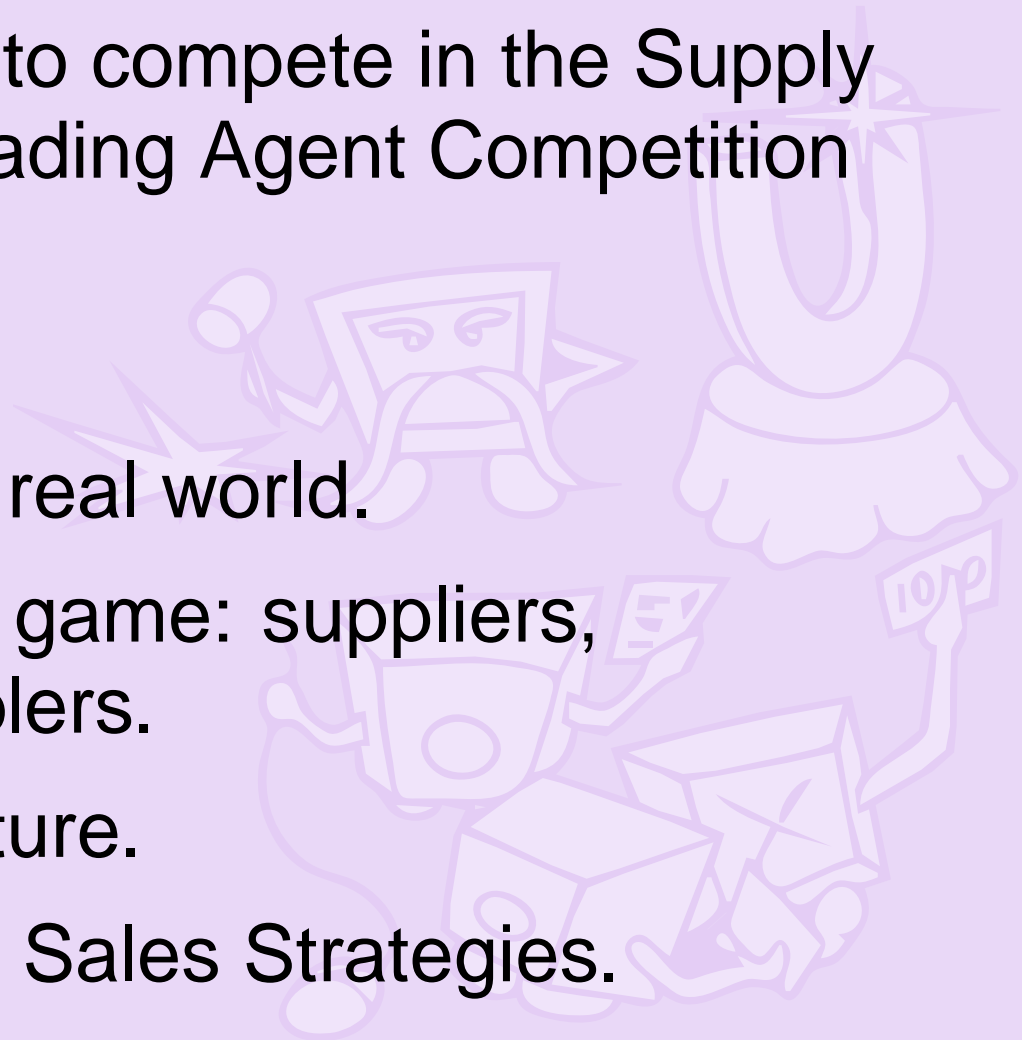 to compete in the Supply
ading Agent Competition
real world.
game: suppliers,
lers.
ture.
Sales Strategies.